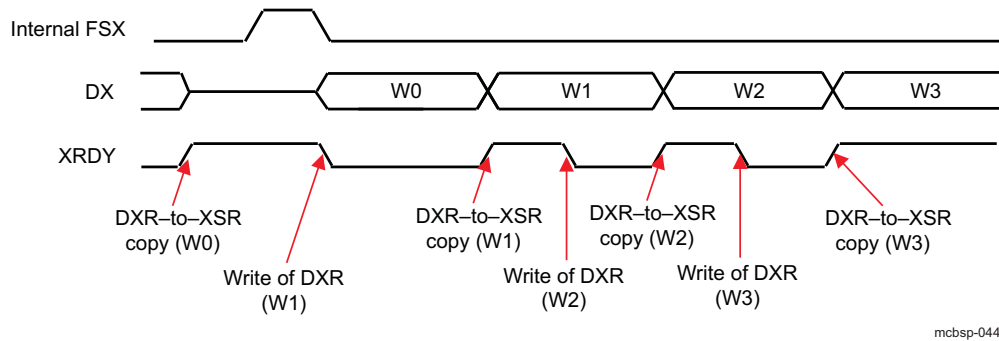 Internal FSX
DX
W0
W1
W2
W3
XRDY
DXR–to–XSR
copy (W0)
Write of DXR
(W1)
DXR–to–XSR
copy (W1)
Write of DXR
(W2)
DXR–to–XSR
copy (W2)
Write of DXR
(W3)
DXR–to–XSR
copy (W3)
mcbsp-044